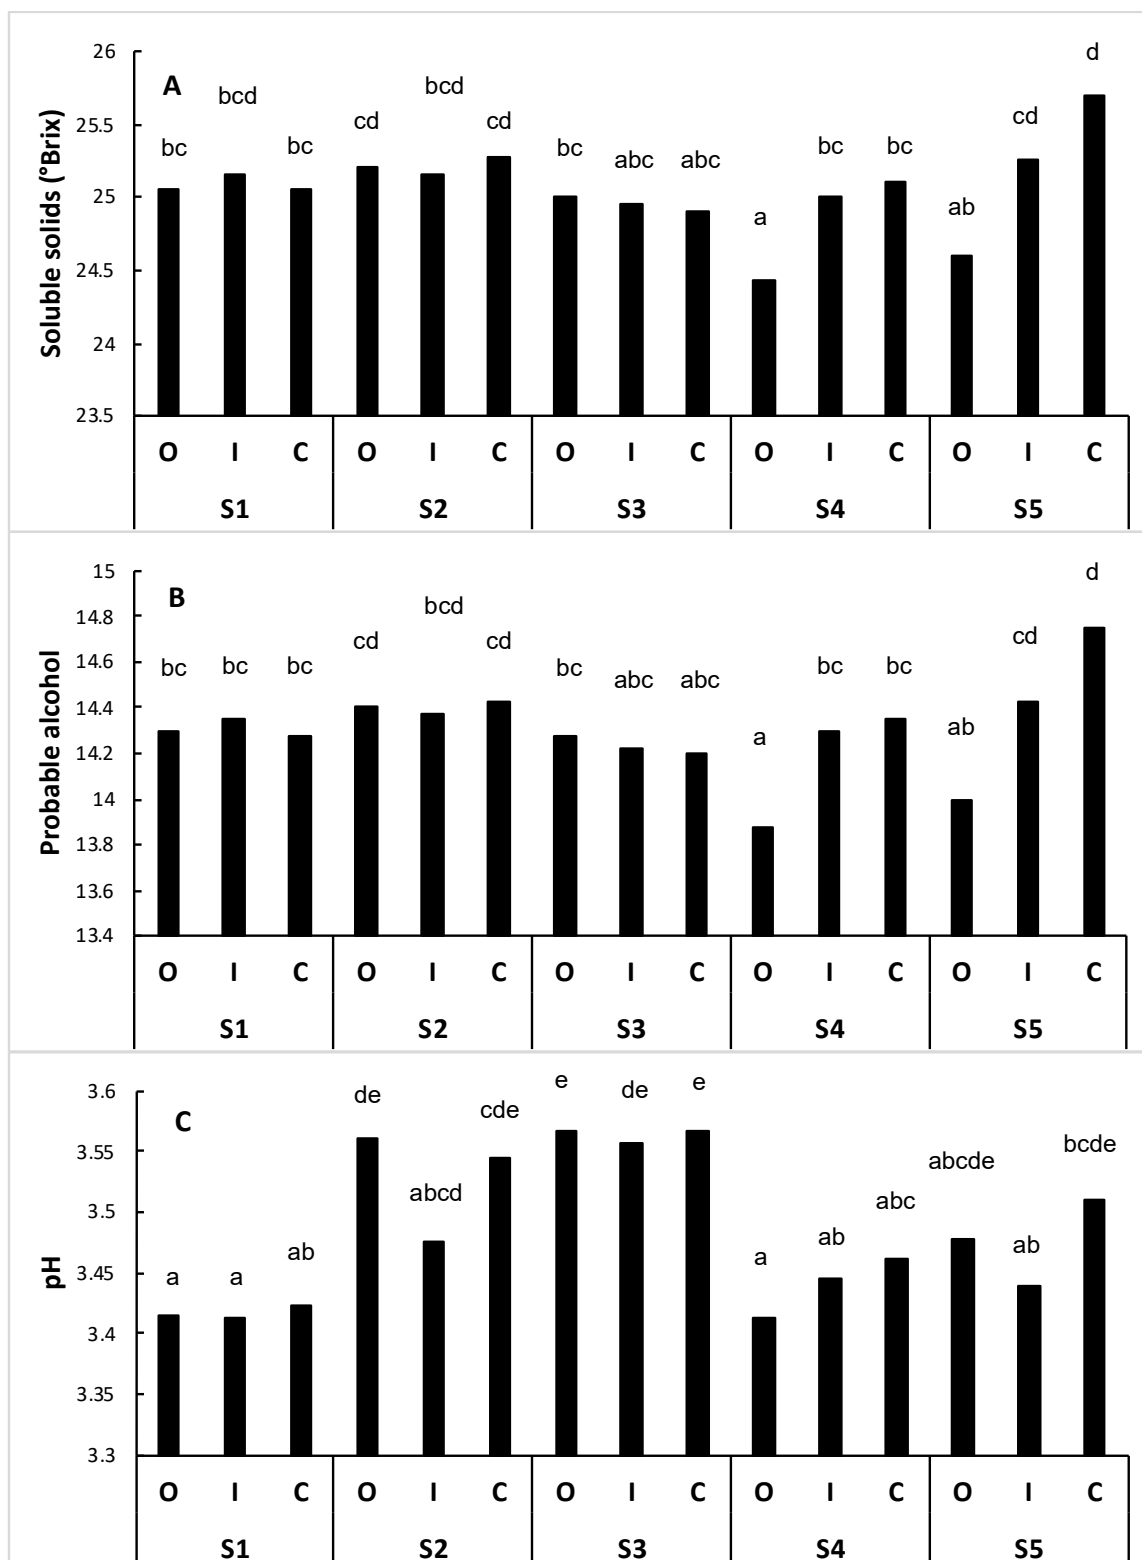 26
A
bcd
bcd
d
25.5
bc
bc
cd
cd
bc
abc
abc
bc
bc
cd
25
a
ab
24.5
24
23.5
Soluble solids (°Brix)
O I C O I C O I C O I C O I C
S1 S2 S3 S4 S5
15
B
d
14.8
bcd
14.6
bc bc bc cd cd bc abc abc bc bc cd
14.4
a ab
14.2
14
13.8
13.6
13.4
Probable alcohol
O I C O I C O I C O I C O I C
S1 S2 S3 S4 S5
3.6
C
de cde e de e
3.55
abcde bcde
3.5
abcd abc
3.45
a a ab a ab ab
3.4
3.35
3.3
pH
O I C O I C O I C O I C O I C
S1 S2 S3 S4 S5